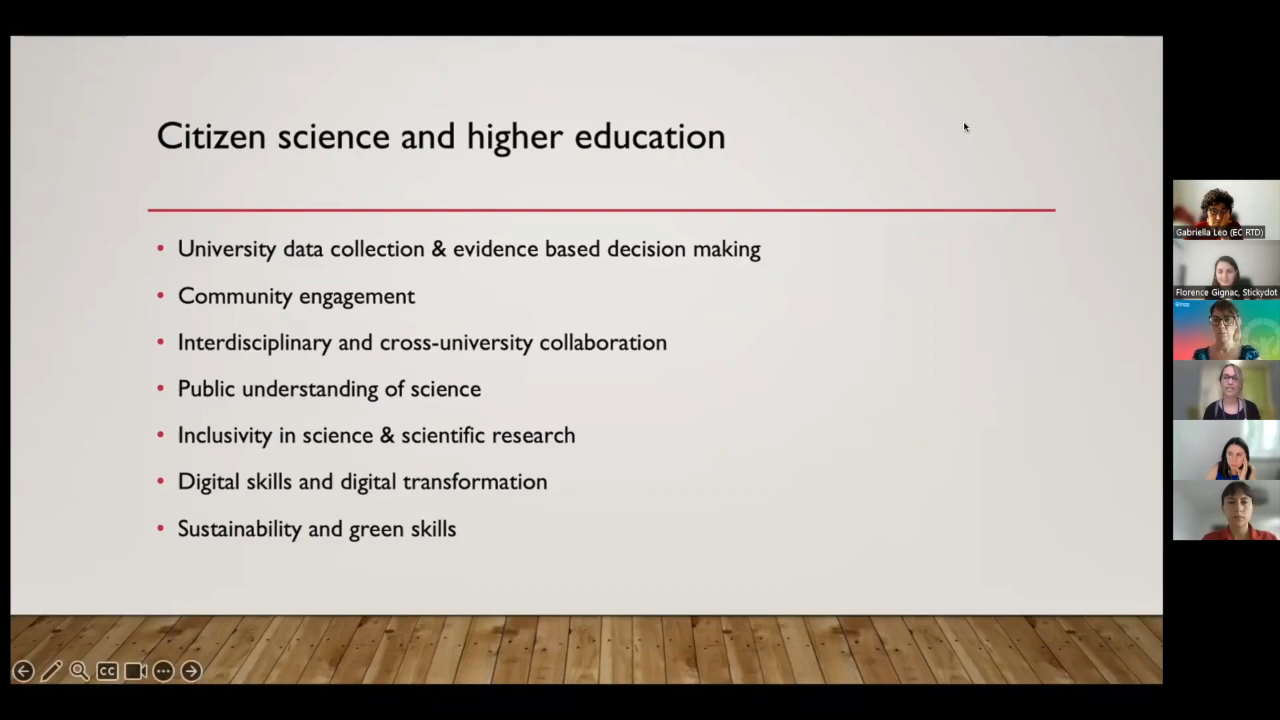 Citizen science and higher education
• University data collection & evidence based decision making
• Community engagement
• Interdisciplinary and cross-university collaboration
• Public understanding of science
• Inclusivity in science & scientific research
• Digital skills and digital transformation
• Sustainability and green skills
CC
Gabriella Leo (EC RTD)
Florence Gignac, Stickydot